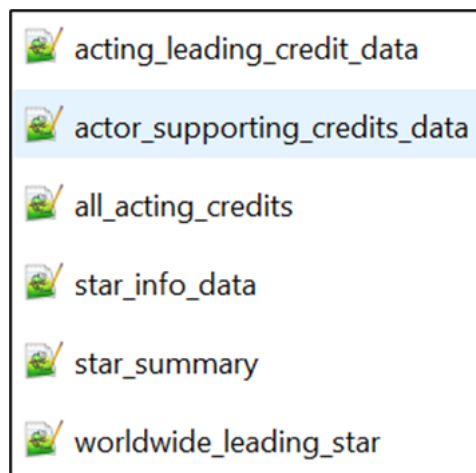 acting_leading_credit_data
actor_supporting_credits_data
all_acting_credits
star_info_data
star_summary
worldwide_leading_star